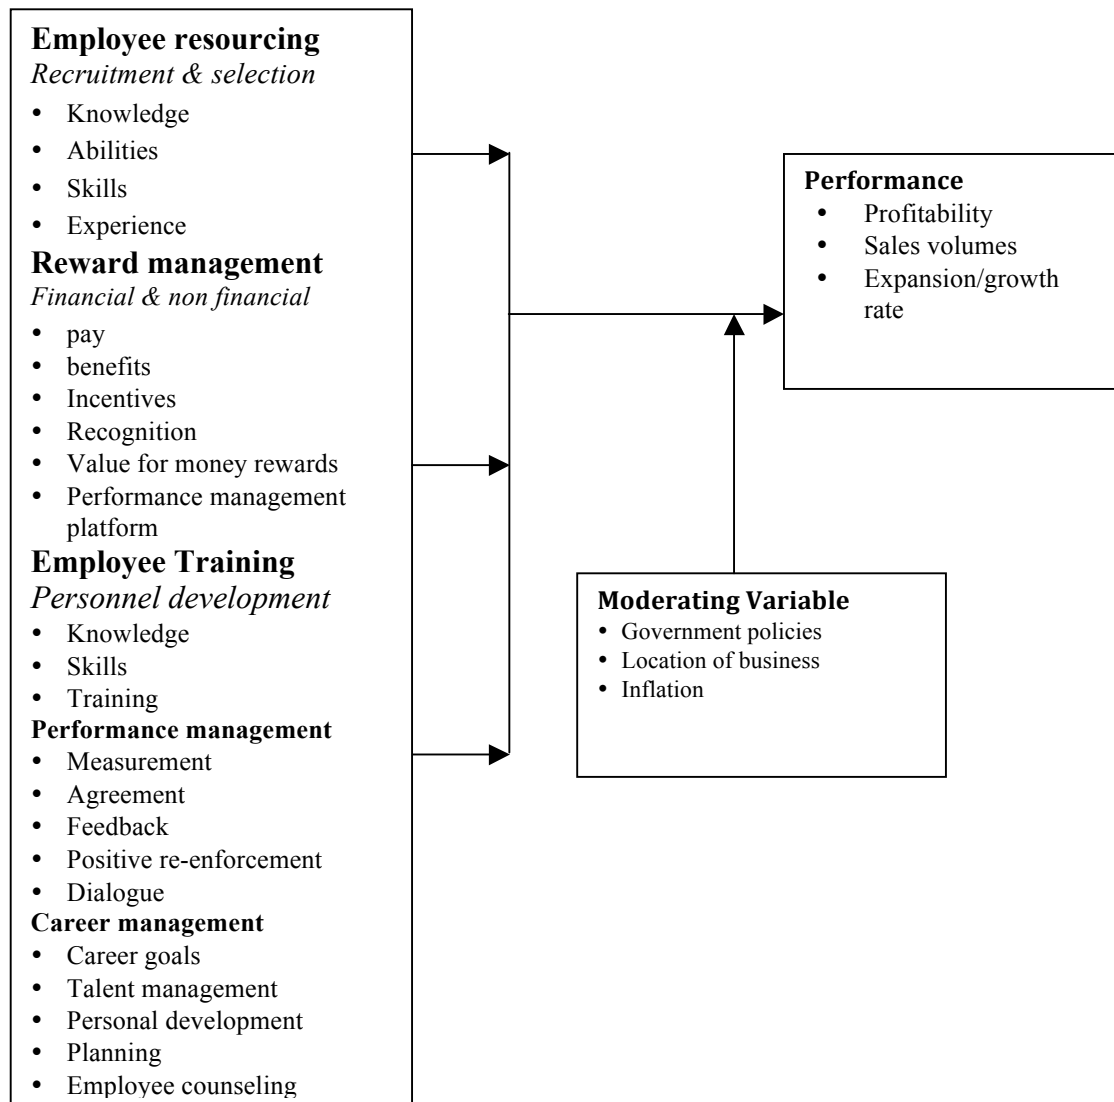 Employee resourcing
Recruitment & selection
• Knowledge
• Abilities
• Skills
• Experience
Reward management
Financial & non financial
• pay
• benefits
• Incentives
• Recognition
• Value for money rewards
• Performance management
platform
Employee Training
Personnel development
• Knowledge
• Skills
• Training
Performance management
• Measurement
• Agreement
• Feedback
• Positive re-enforcement
• Dialogue
Career management
• Career goals
• Talent management
• Personal development
• Planning
• Employee counseling
Performance
• Profitability
• Sales volumes
• Expansion/growth
rate
Moderating Variable
• Government policies
• Location of business
• Inflation